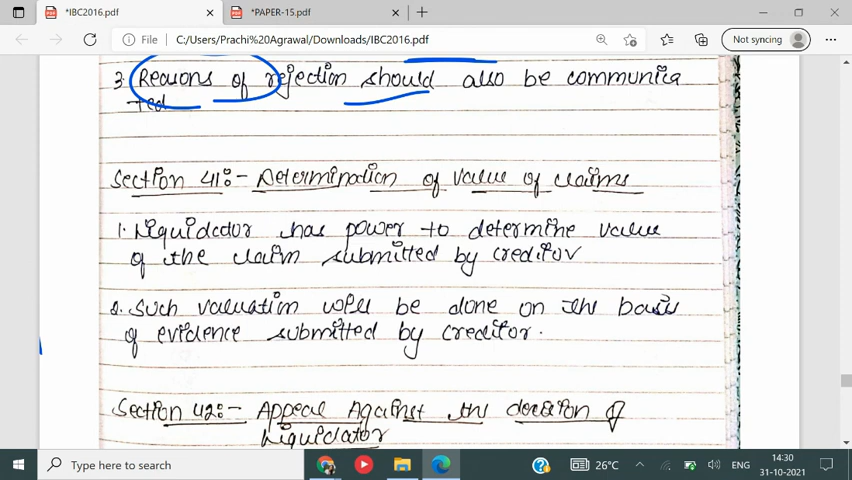 *IBC2016.pdf
*PAPER-15.pdf
File C:/Users/Prachi%20Agrawal/Downloads/IBC2016.pdf
Not syncing
3. Reasons of rejection should also be communica
ted
Section 41:- Determination of value of claims
1. Liquidator has power to determine value
of the claim submitted by creditor
2. Such valuation will be done on the basis
of evidence submitted by creditor.
Section 42:- Appeal Against the decision of
Liquidator
Type here to search
26°C
ENG
14:30
31-10-2021